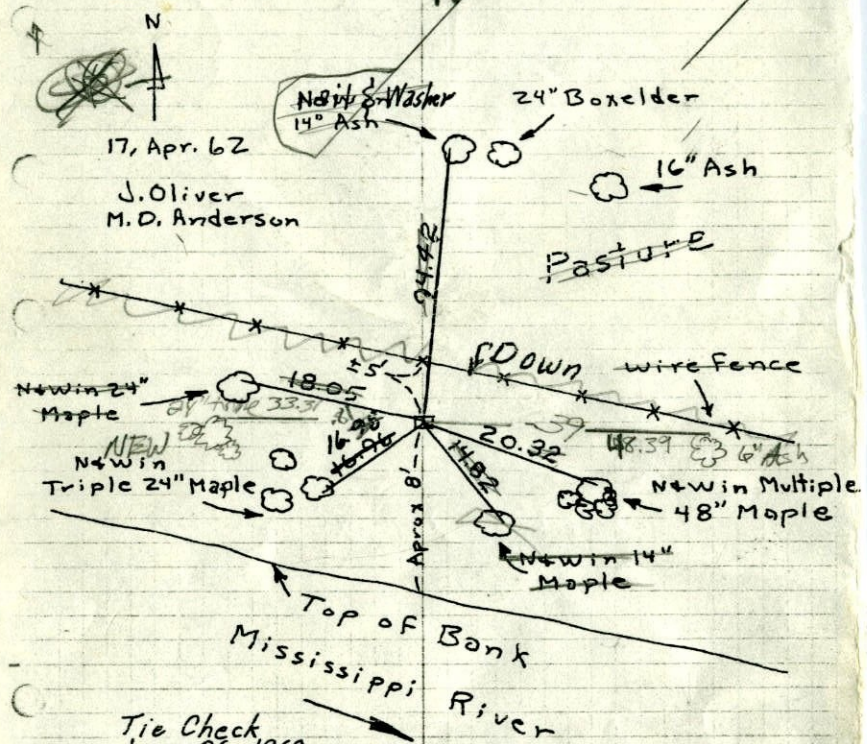 N
17, Apr. 62
J. Oliver
M. D. Anderson
Nail & Washer
14" Ash
24" Boxelder
16" Ash
Pasture
24.42
Down
wire Fence
±5'
N&W in 24"
Maple
18.05
33.31
NEW
N&W in
Triple 24" Maple
16.96
20.32
39
48.39
6" Ash
14.82
N&W in Multiple
48" Maple
N&W in 14"
Maple
Aprox 8'
Top of Bank
Mississippi River
Tie Check